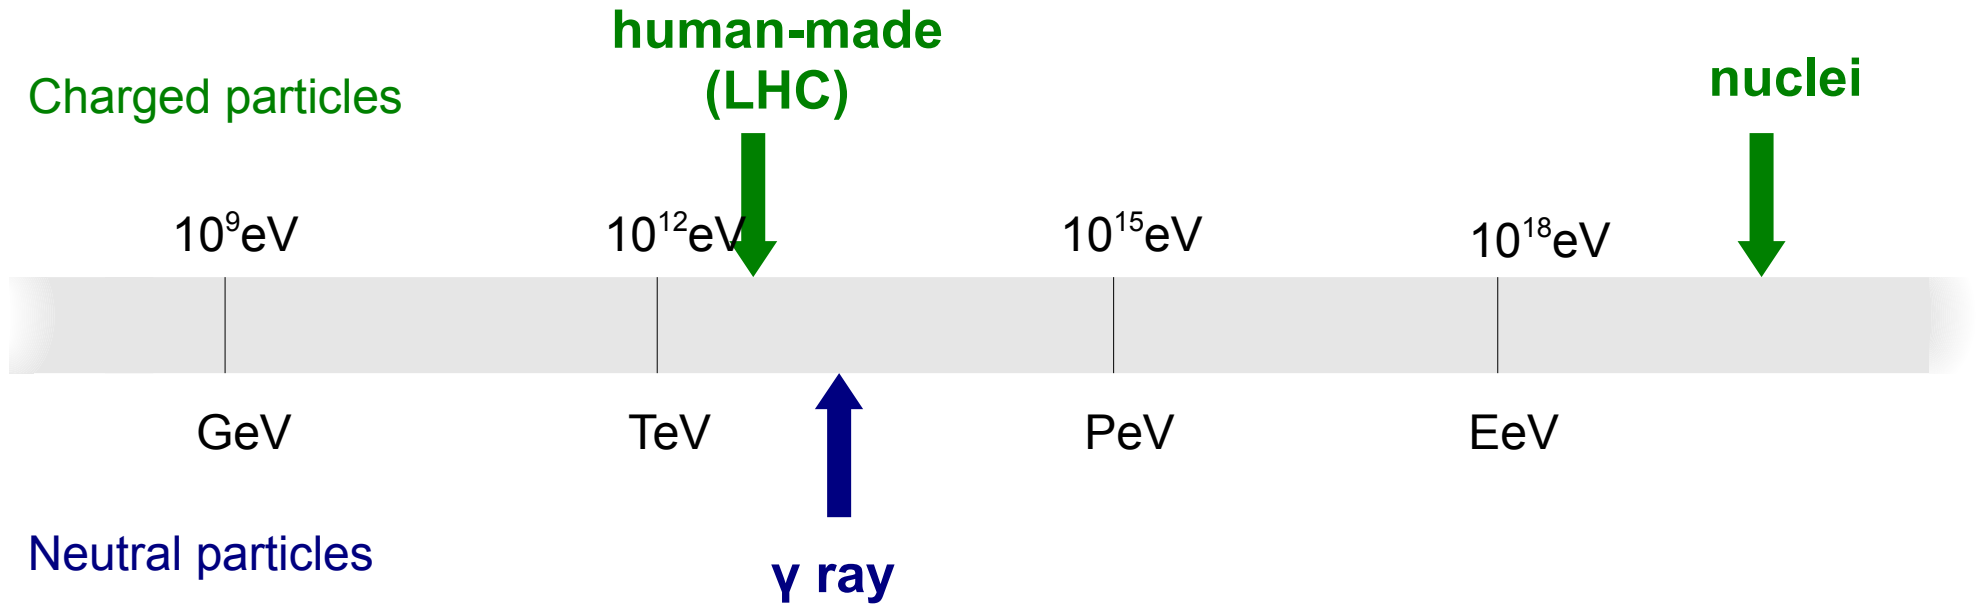 human-made
(LHC)
Charged particles
nuclei
10⁹eV
10¹²eV
10¹⁵eV
10¹⁸eV
GeV
TeV
PeV
EeV
Neutral particles
γ ray